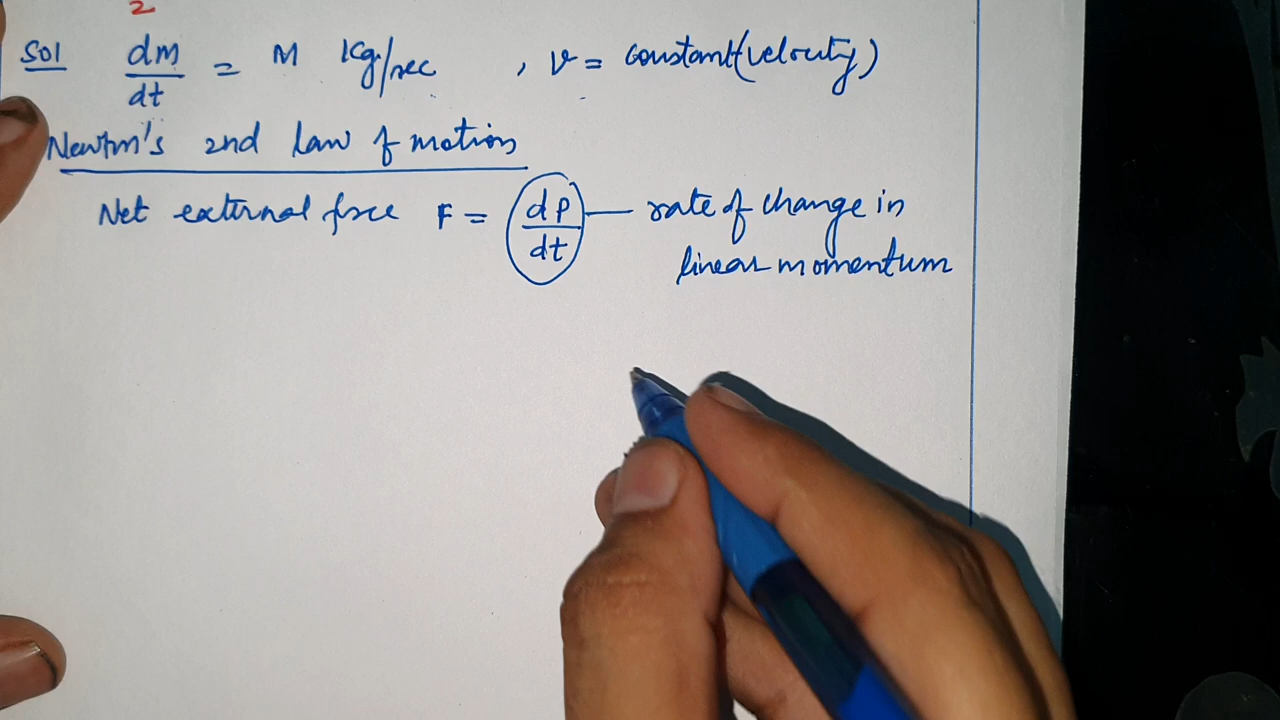 2
Sol dm/dt = M Kg/sec , v = constant(velocity)
Newton's 2nd law of motion
Net external force F = dp/dt — rate of change in
linear momentum